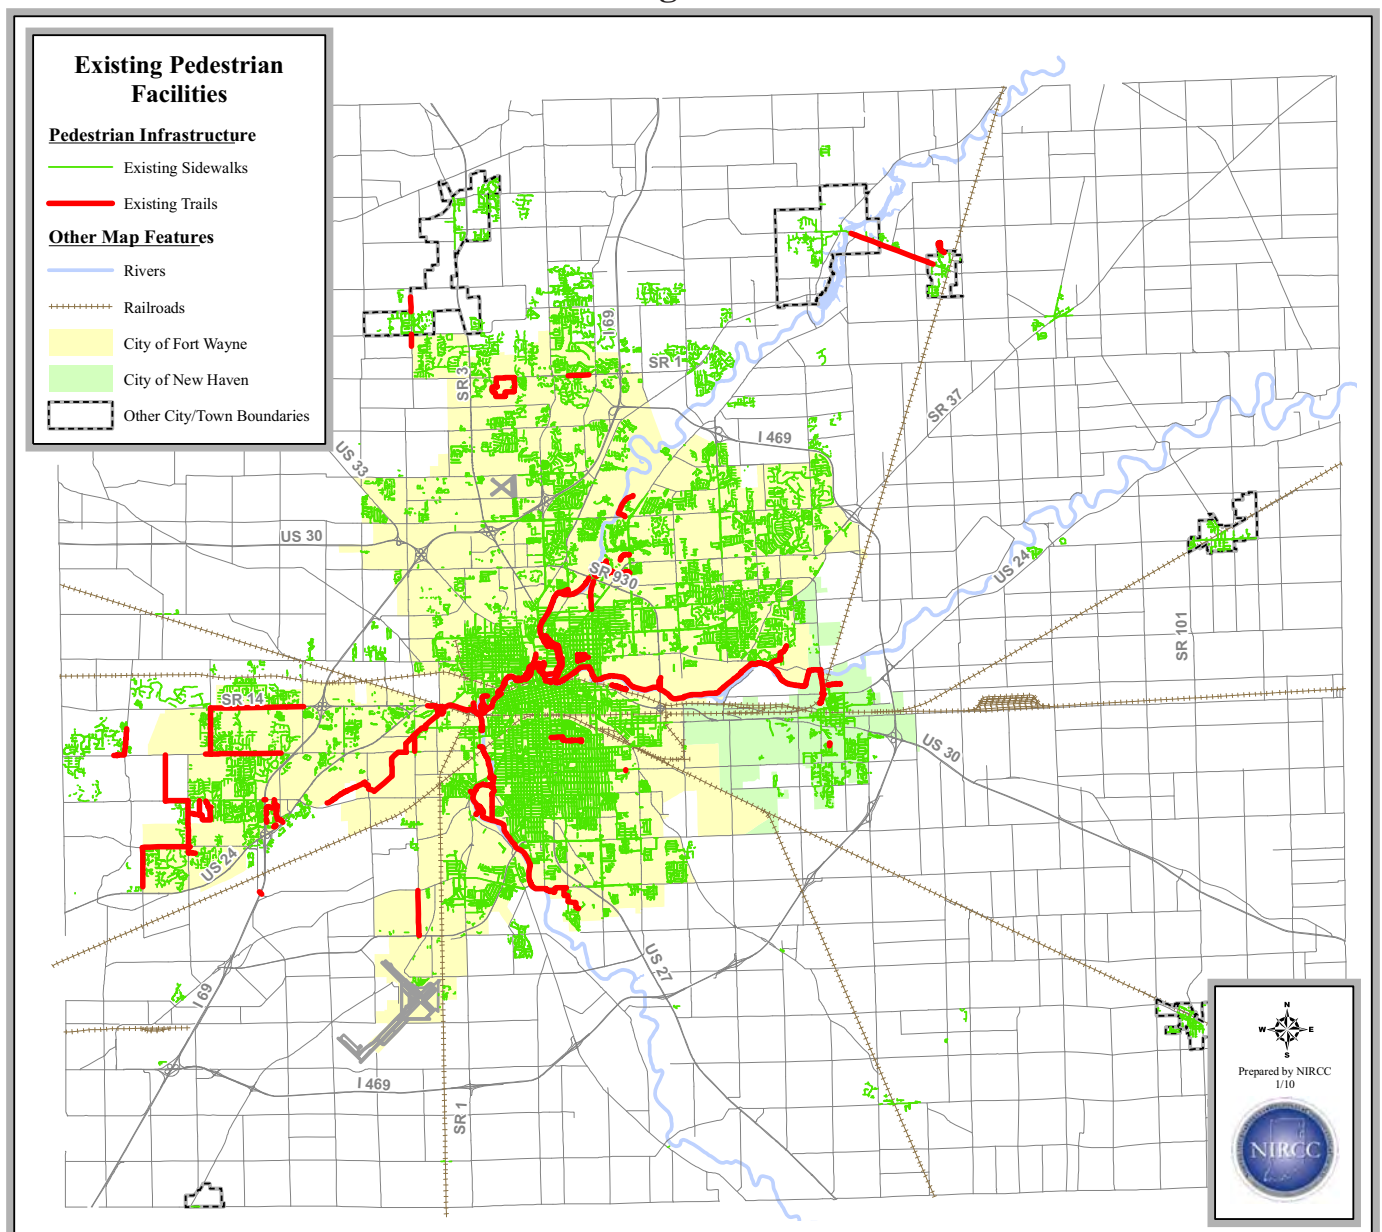 Existing Pedestrian
Facilities
Pedestrian Infrastructure
Existing Sidewalks
Existing Trails
Other Map Features
Rivers
Railroads
City of Fort Wayne
City of New Haven
Other City/Town Boundaries
I 69
SR 1
SR 3
SR 37
I 469
US 33
US 30
SR 930
US 24
SR 101
SR 14
US 30
US 24
US 27
I 69
I 469
SR 1
N
W E
S
Prepared by NIRCC
1/10
NIRCC